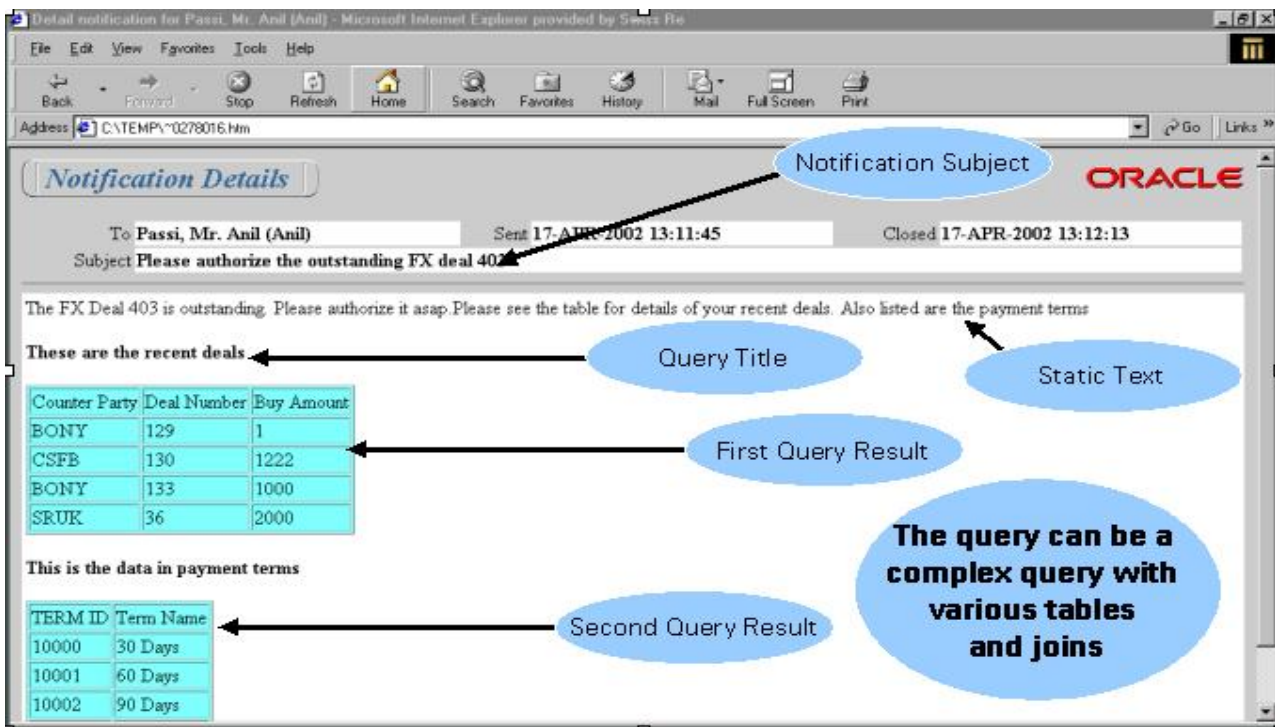 Detail notification for Passi, Mr. Anil (Anil) - Microsoft Internet Explorer provided by Swiss Re
File Edit View Favorites Tools Help
Back Forward Stop Refresh Home Search Favorites History Mail Full Screen Print
Address C:\TEMP\~0278016.htm Go Links »
Notification Details
Notification Subject
ORACLE
To Passi, Mr. Anil (Anil) Sent 17-APR-2002 13:11:45 Closed 17-APR-2002 13:12:13
Subject Please authorize the outstanding FX deal 403
The FX Deal 403 is outstanding. Please authorize it asap.Please see the table for details of your recent deals. Also listed are the payment terms
These are the recent deals
Query Title
Static Text
Counter Party Deal Number Buy Amount
BONY 129 1
CSFB 130 1222
BONY 133 1000
SRUK 36 2000
First Query Result
The query can be a
complex query with
various tables
and joins
This is the data in payment terms
TERM ID Term Name
10000 30 Days
10001 60 Days
10002 90 Days
Second Query Result